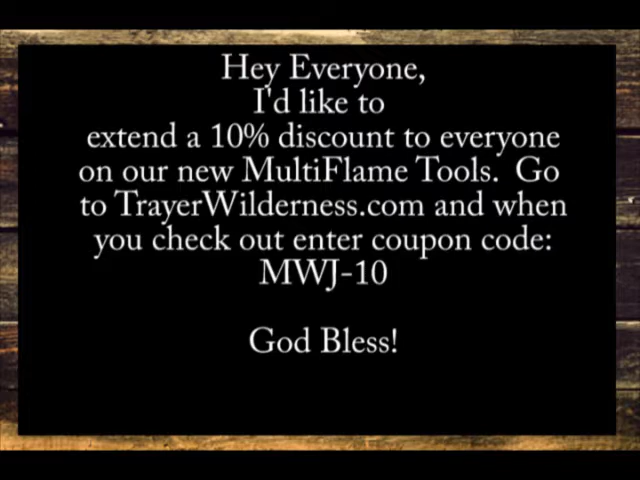 Hey Everyone,
I'd like to
extend a 10% discount to everyone
on our new MultiFlame Tools.  Go
to TrayerWilderness.com and when
you check out enter coupon code:
MWJ-10
God Bless!